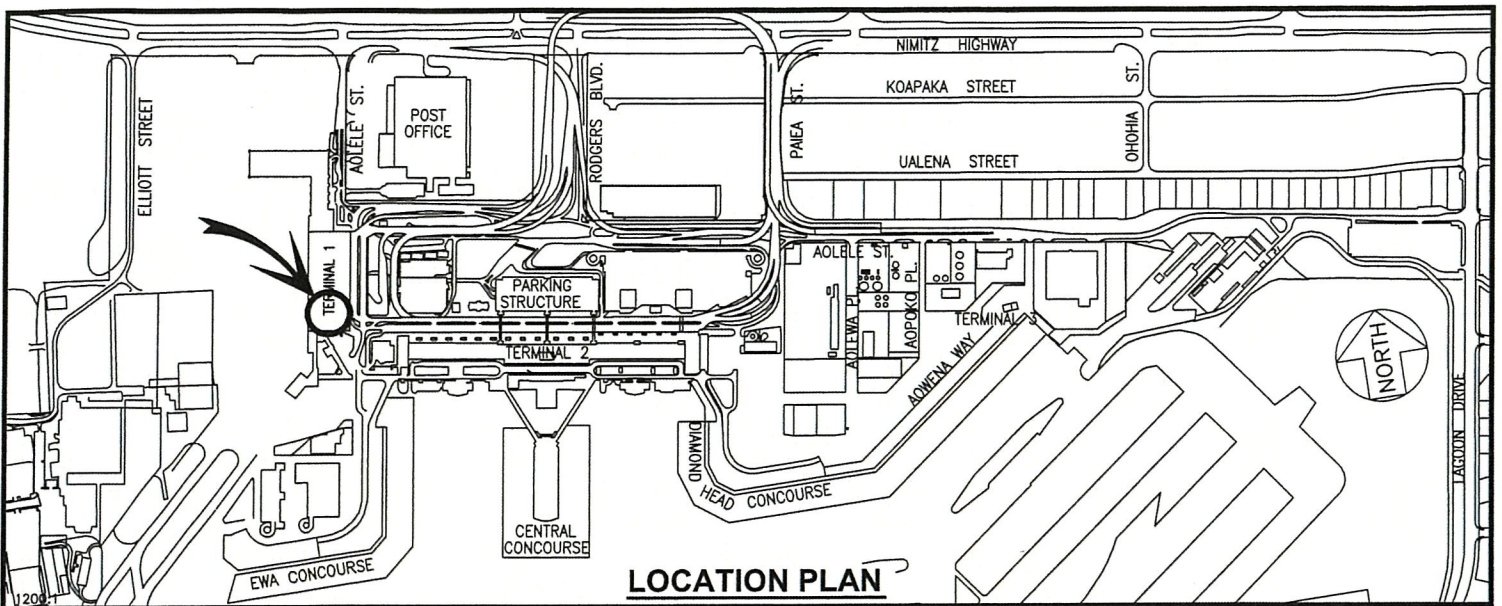 NIMITZ HIGHWAY
KOAPAKA STREET
UALENA STREET
ELLIOTT STREET
AOLELE ST.
POST
OFFICE
RODGERS BLVD.
PAIEA ST.
OHOHIA ST.
TERMINAL 1
PARKING
STRUCTURE
TERMINAL 2
AOLELE ST.
AOLEWA PL.
AOPOKO PL.
TERMINAL 3
AOWENA WAY
NORTH
LAGOON DRIVE
DIAMOND
HEAD CONCOURSE
CENTRAL
CONCOURSE
EWA CONCOURSE
LOCATION PLAN
1200:1